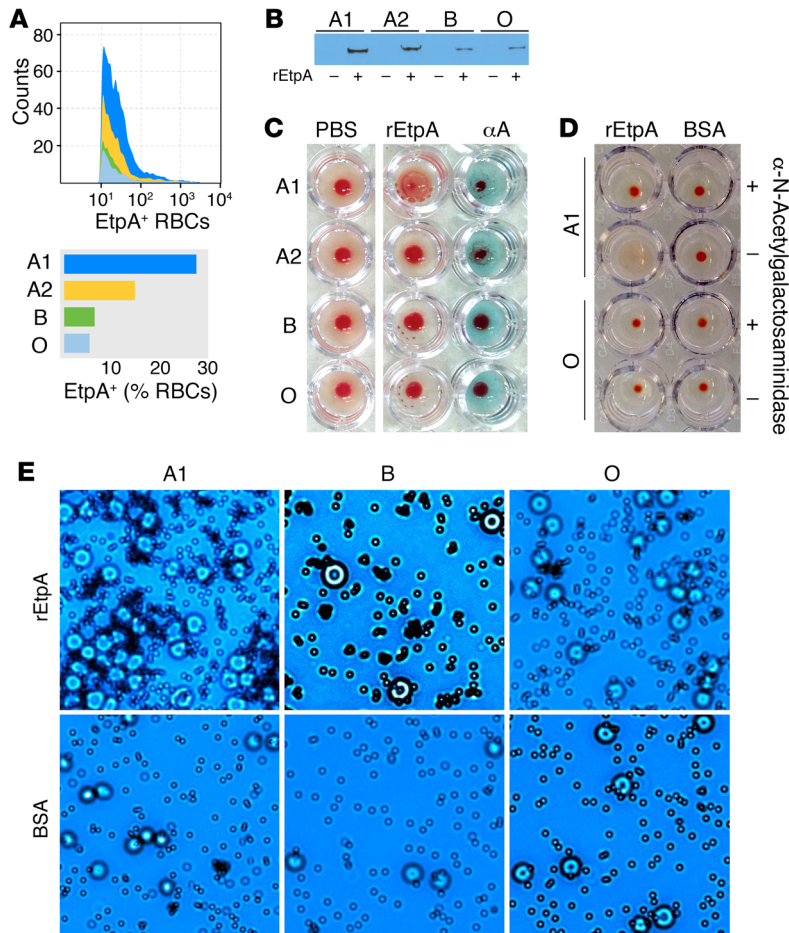 A
Counts
80
60
40
20
10¹ 10² 10³ 10⁴
EtpA⁺ RBCs
A1
A2
B
O
10 20 30
EtpA⁺ (% RBCs)
B
A1 A2 B O
rEtpA – + – + – + – +
C
PBS rEtpA αA
A1
A2
B
O
D
rEtpA BSA
A1
O
+
–
+
–
α-N-Acetylgalactosaminidase
E
A1 B O
rEtpA
BSA